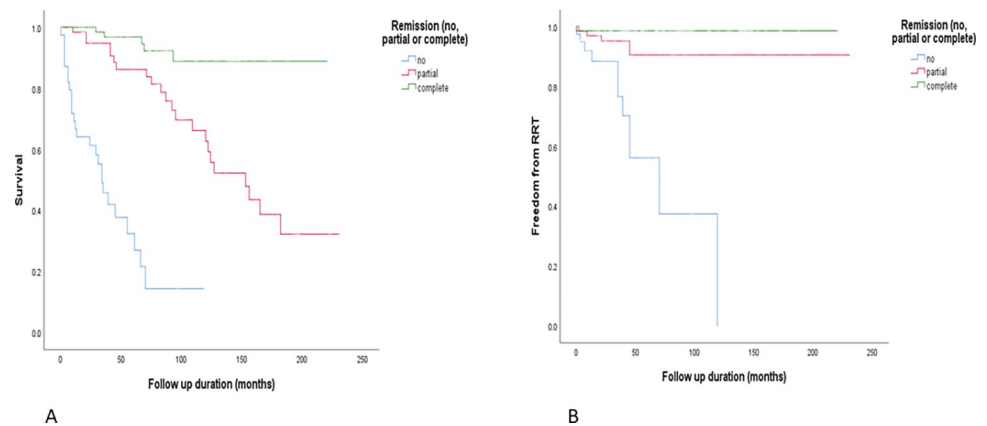 Remission (no,
partial or complete)
no
partial
complete
Survival
1.0
0.8
0.6
0.4
0.2
0.0
0 50 100 150 200 250
Follow up duration (months)
A
Remission (no,
partial or complete)
no
partial
complete
Freedom from RRT
1.0
0.8
0.6
0.4
0.2
0.0
0 50 100 150 200 250
Follow up duration (months)
B